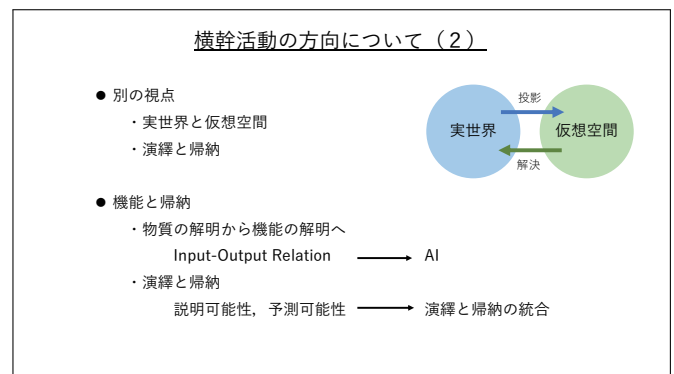 横幹活動の方向について（２）
● 別の視点
・実世界と仮想空間
・演繹と帰納
投影
実世界
仮想空間
解決
● 機能と帰納
・物質の解明から機能の解明へ
Input-Output Relation → AI
・演繹と帰納
説明可能性，予測可能性 → 演繹と帰納の統合